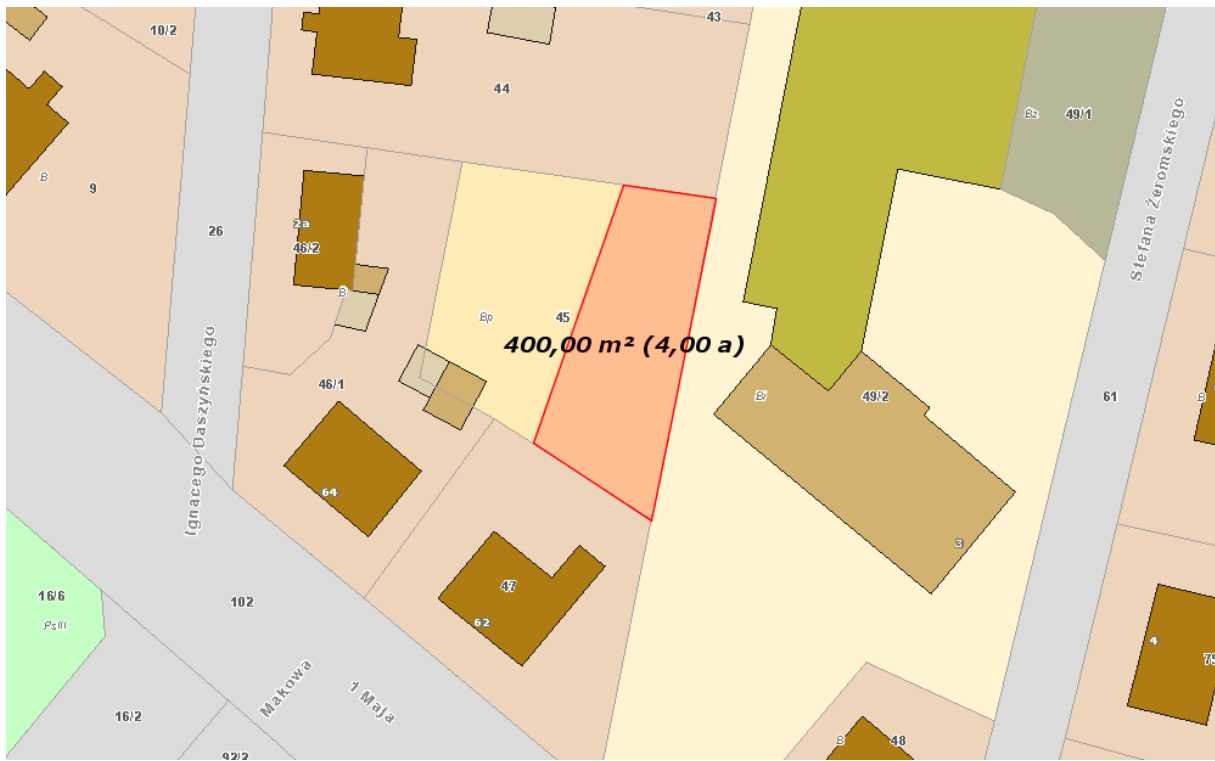 43
10/2
44
Bz
49/1
B
9
Stefana Żeromskiego
2a
46/2
26
B
Bp
45
400,00 m² (4,00 a)
Ignacego Daszyńskiego
46/1
Bi
49/2
61
B
64
3
47
62
16/6
PsIII
102
4
Makowa
1 Maja
16/2
B
48
92/2